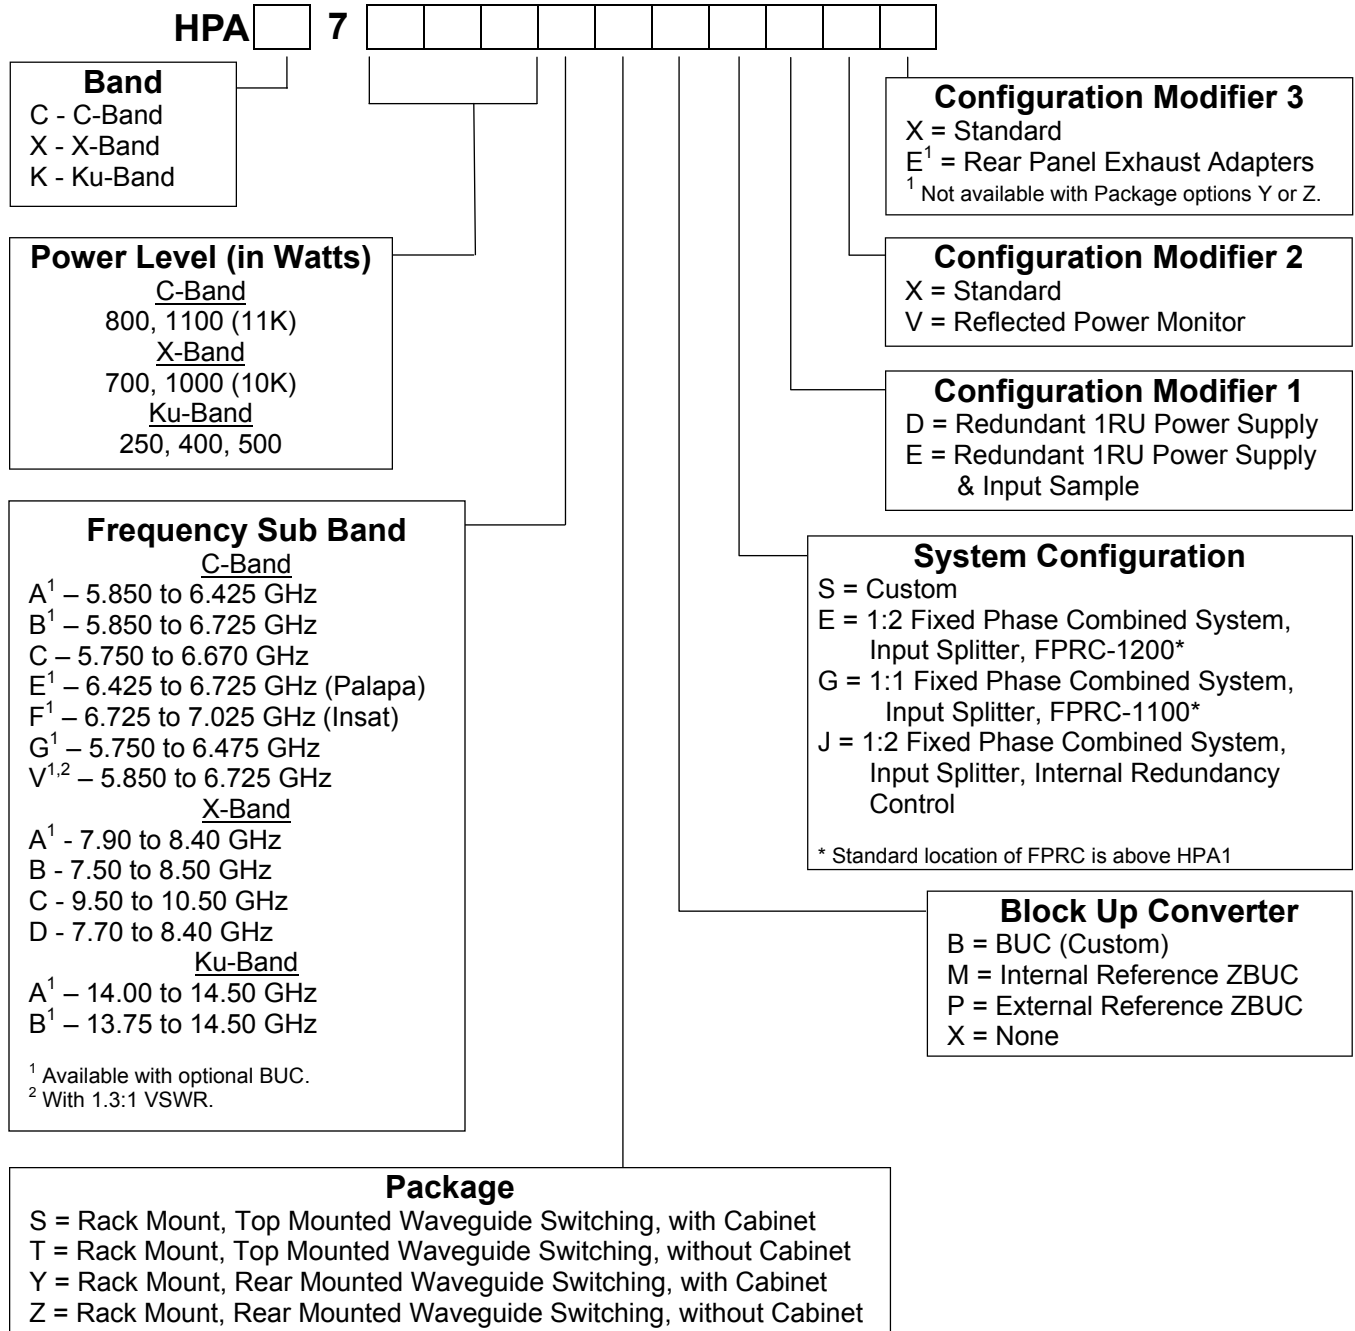 HPA 7
Band
C - C-Band
X - X-Band
K - Ku-Band
Power Level (in Watts)
C-Band
800, 1100 (11K)
X-Band
700, 1000 (10K)
Ku-Band
250, 400, 500
Frequency Sub Band
C-Band
A¹ – 5.850 to 6.425 GHz
B¹ – 5.850 to 6.725 GHz
C – 5.750 to 6.670 GHz
E¹ – 6.425 to 6.725 GHz (Palapa)
F¹ – 6.725 to 7.025 GHz (Insat)
G¹ – 5.750 to 6.475 GHz
V¹,² – 5.850 to 6.725 GHz
X-Band
A¹ - 7.90 to 8.40 GHz
B - 7.50 to 8.50 GHz
C - 9.50 to 10.50 GHz
D - 7.70 to 8.40 GHz
Ku-Band
A¹ – 14.00 to 14.50 GHz
B¹ – 13.75 to 14.50 GHz
¹ Available with optional BUC.
² With 1.3:1 VSWR.
Package
S = Rack Mount, Top Mounted Waveguide Switching, with Cabinet
T = Rack Mount, Top Mounted Waveguide Switching, without Cabinet
Y = Rack Mount, Rear Mounted Waveguide Switching, with Cabinet
Z = Rack Mount, Rear Mounted Waveguide Switching, without Cabinet
Configuration Modifier 3
X = Standard
E¹ = Rear Panel Exhaust Adapters
¹ Not available with Package options Y or Z.
Configuration Modifier 2
X = Standard
V = Reflected Power Monitor
Configuration Modifier 1
D = Redundant 1RU Power Supply
E = Redundant 1RU Power Supply
& Input Sample
System Configuration
S = Custom
E = 1:2 Fixed Phase Combined System,
Input Splitter, FPRC-1200*
G = 1:1 Fixed Phase Combined System,
Input Splitter, FPRC-1100*
J = 1:2 Fixed Phase Combined System,
Input Splitter, Internal Redundancy
Control
* Standard location of FPRC is above HPA1
Block Up Converter
B = BUC (Custom)
M = Internal Reference ZBUC
P = External Reference ZBUC
X = None